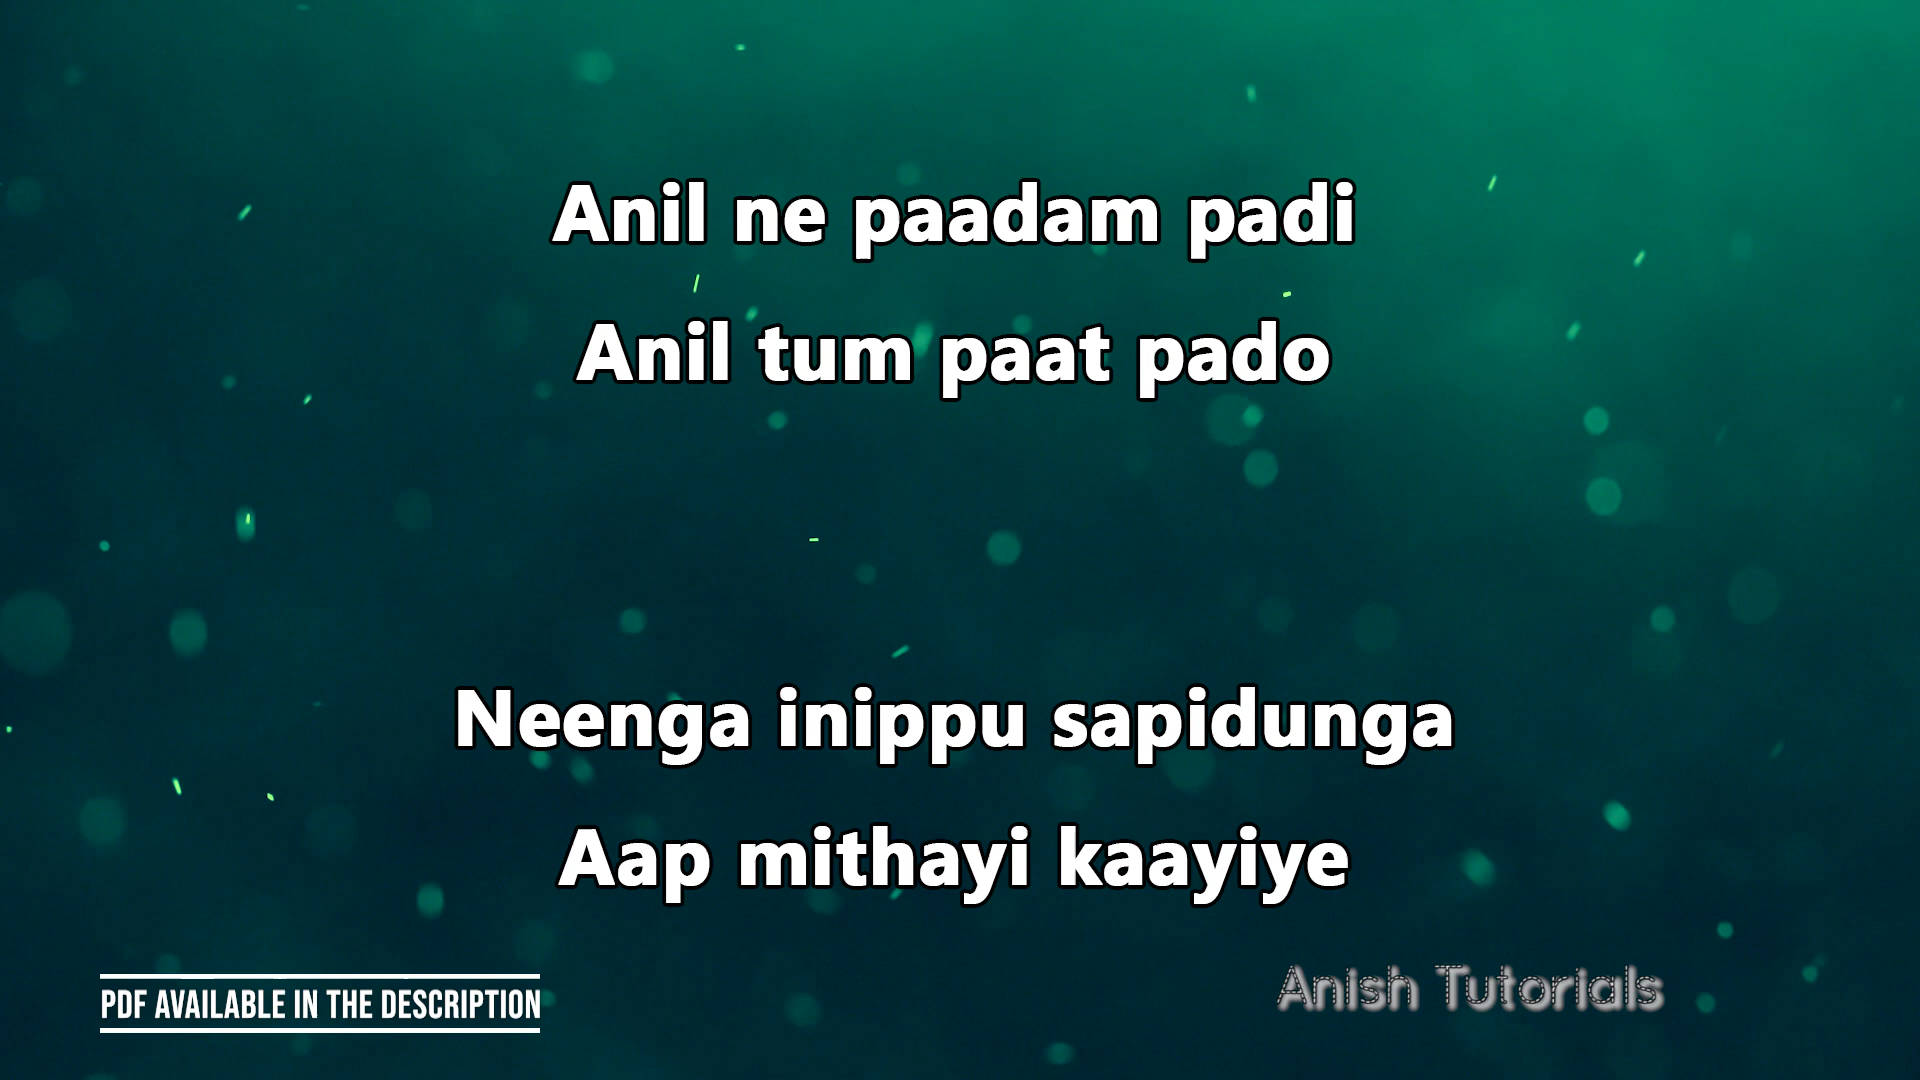 Anil ne paadam padi
Anil tum paat pado
Neenga inippu sapidunga
Aap mithayi kaayiye
PDF AVAILABLE IN THE DESCRIPTION
Anish Tutorials